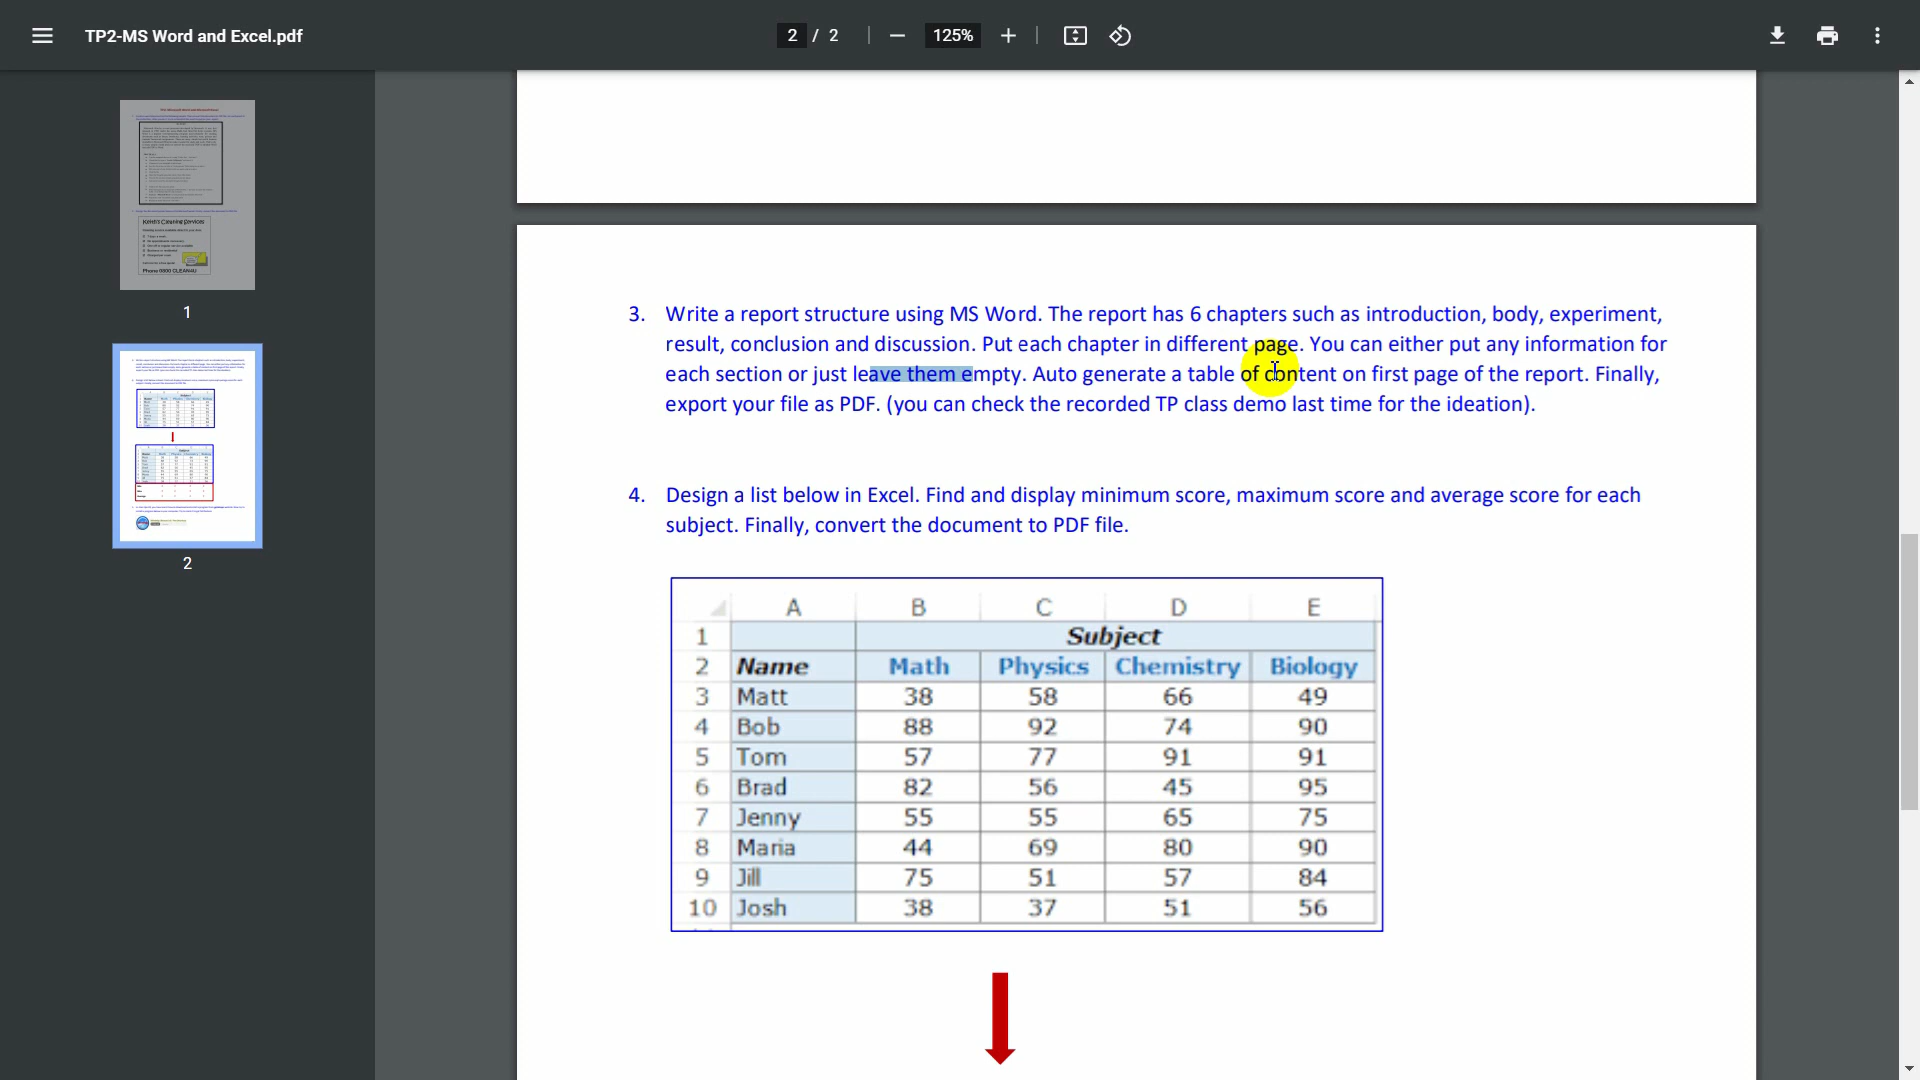 TP2-MS Word and Excel.pdf
2 / 2
125%
1
2
3. Write a report structure using MS Word. The report has 6 chapters such as introduction, body, experiment,
result, conclusion and discussion. Put each chapter in different page. You can either put any information for
each section or just leave them empty. Auto generate a table of content on first page of the report. Finally,
export your file as PDF. (you can check the recorded TP class demo last time for the ideation).
4. Design a list below in Excel. Find and display minimum score, maximum score and average score for each
subject. Finally, convert the document to PDF file.
A B C D E
1 Subject
2 Name Math Physics Chemistry Biology
3 Matt 38 58 66 49
4 Bob 88 92 74 90
5 Tom 57 77 91 91
6 Brad 82 56 45 95
7 Jenny 55 55 65 75
8 Maria 44 69 80 90
9 Jill 75 51 57 84
10 Josh 38 37 51 56